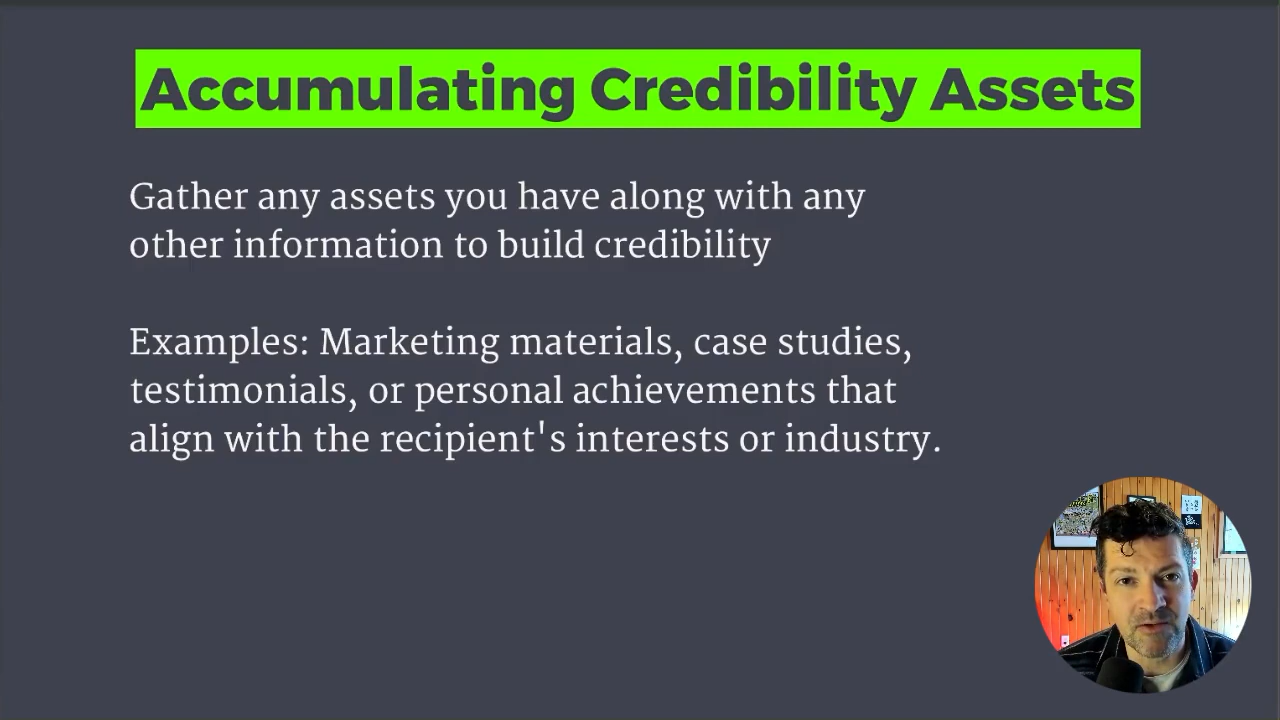 Accumulating Credibility Assets
Gather any assets you have along with any
other information to build credibility
Examples: Marketing materials, case studies,
testimonials, or personal achievements that
align with the recipient's interests or industry.